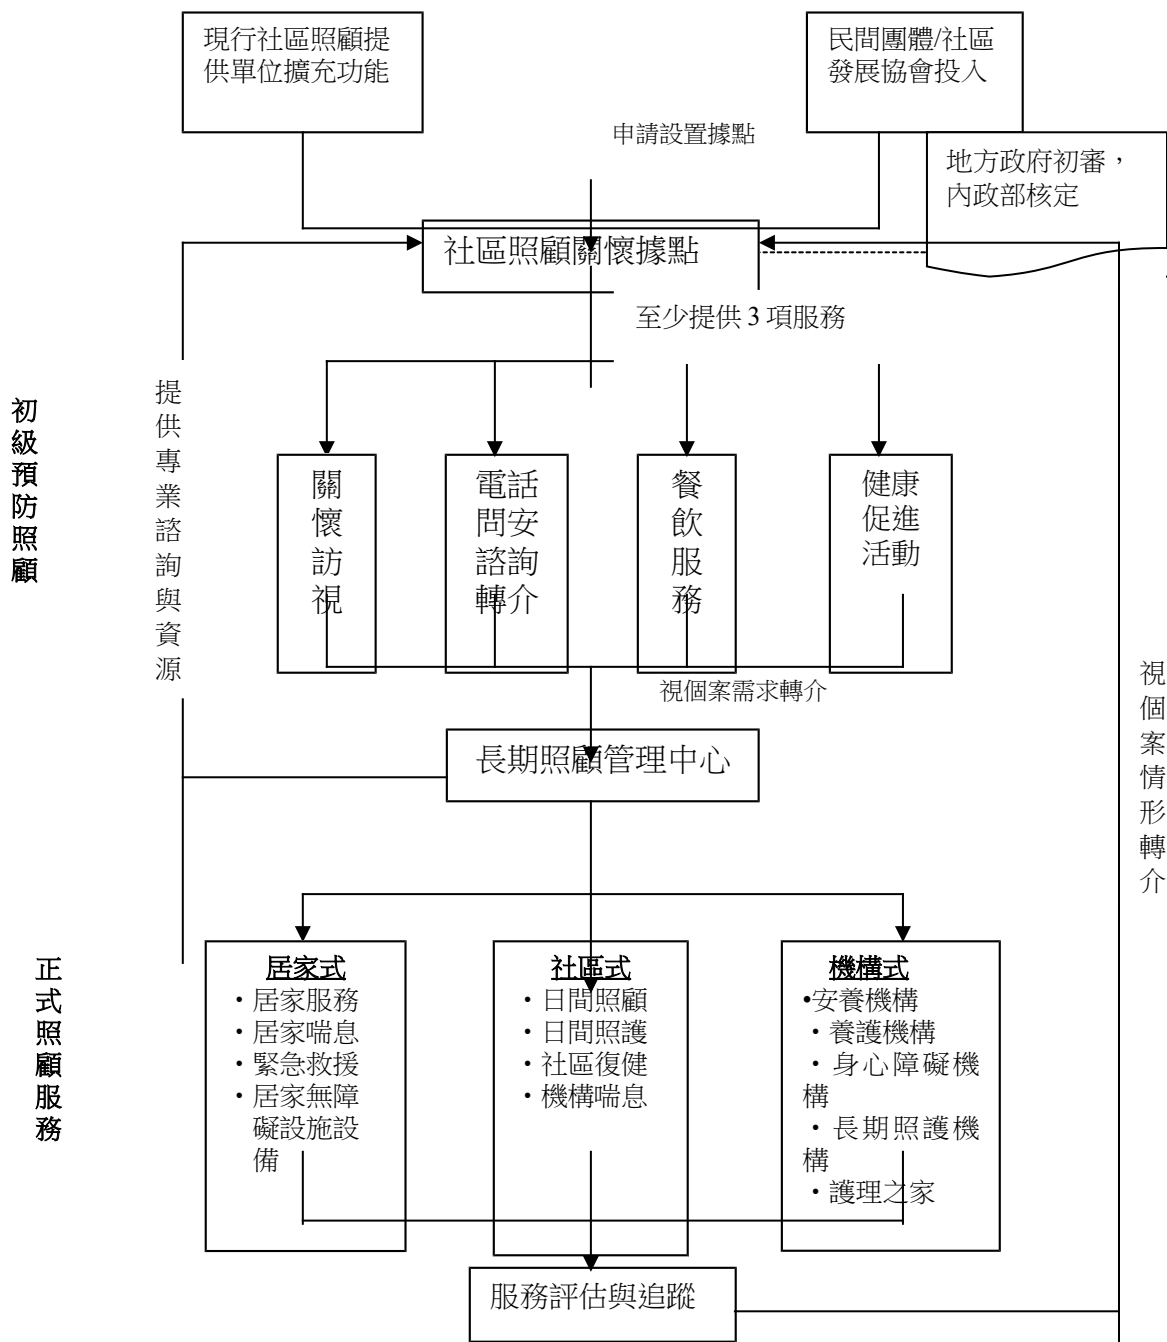 現行社區照顧提
供單位擴充功能
民間團體/社區
發展協會投入
申請設置據點
地方政府初審，
內政部核定
社區照顧關懷據點
至少提供 3 項服務
初級預防照顧
提供專業諮詢與資源
關懷訪視
電話
問安
諮詢
轉介
餐飲服務
健康
促進
活動
視個案需求轉介
視個案情形轉介
長期照顧管理中心
正式照顧服務
居家式
・居家服務
・居家喘息
・緊急救援
・居家無障
礙設施設
備
社區式
・日間照顧
・日間照護
・社區復健
・機構喘息
機構式
•安養機構
・養護機構
・身心障礙機
構
・長期照護機
構
・護理之家
服務評估與追蹤